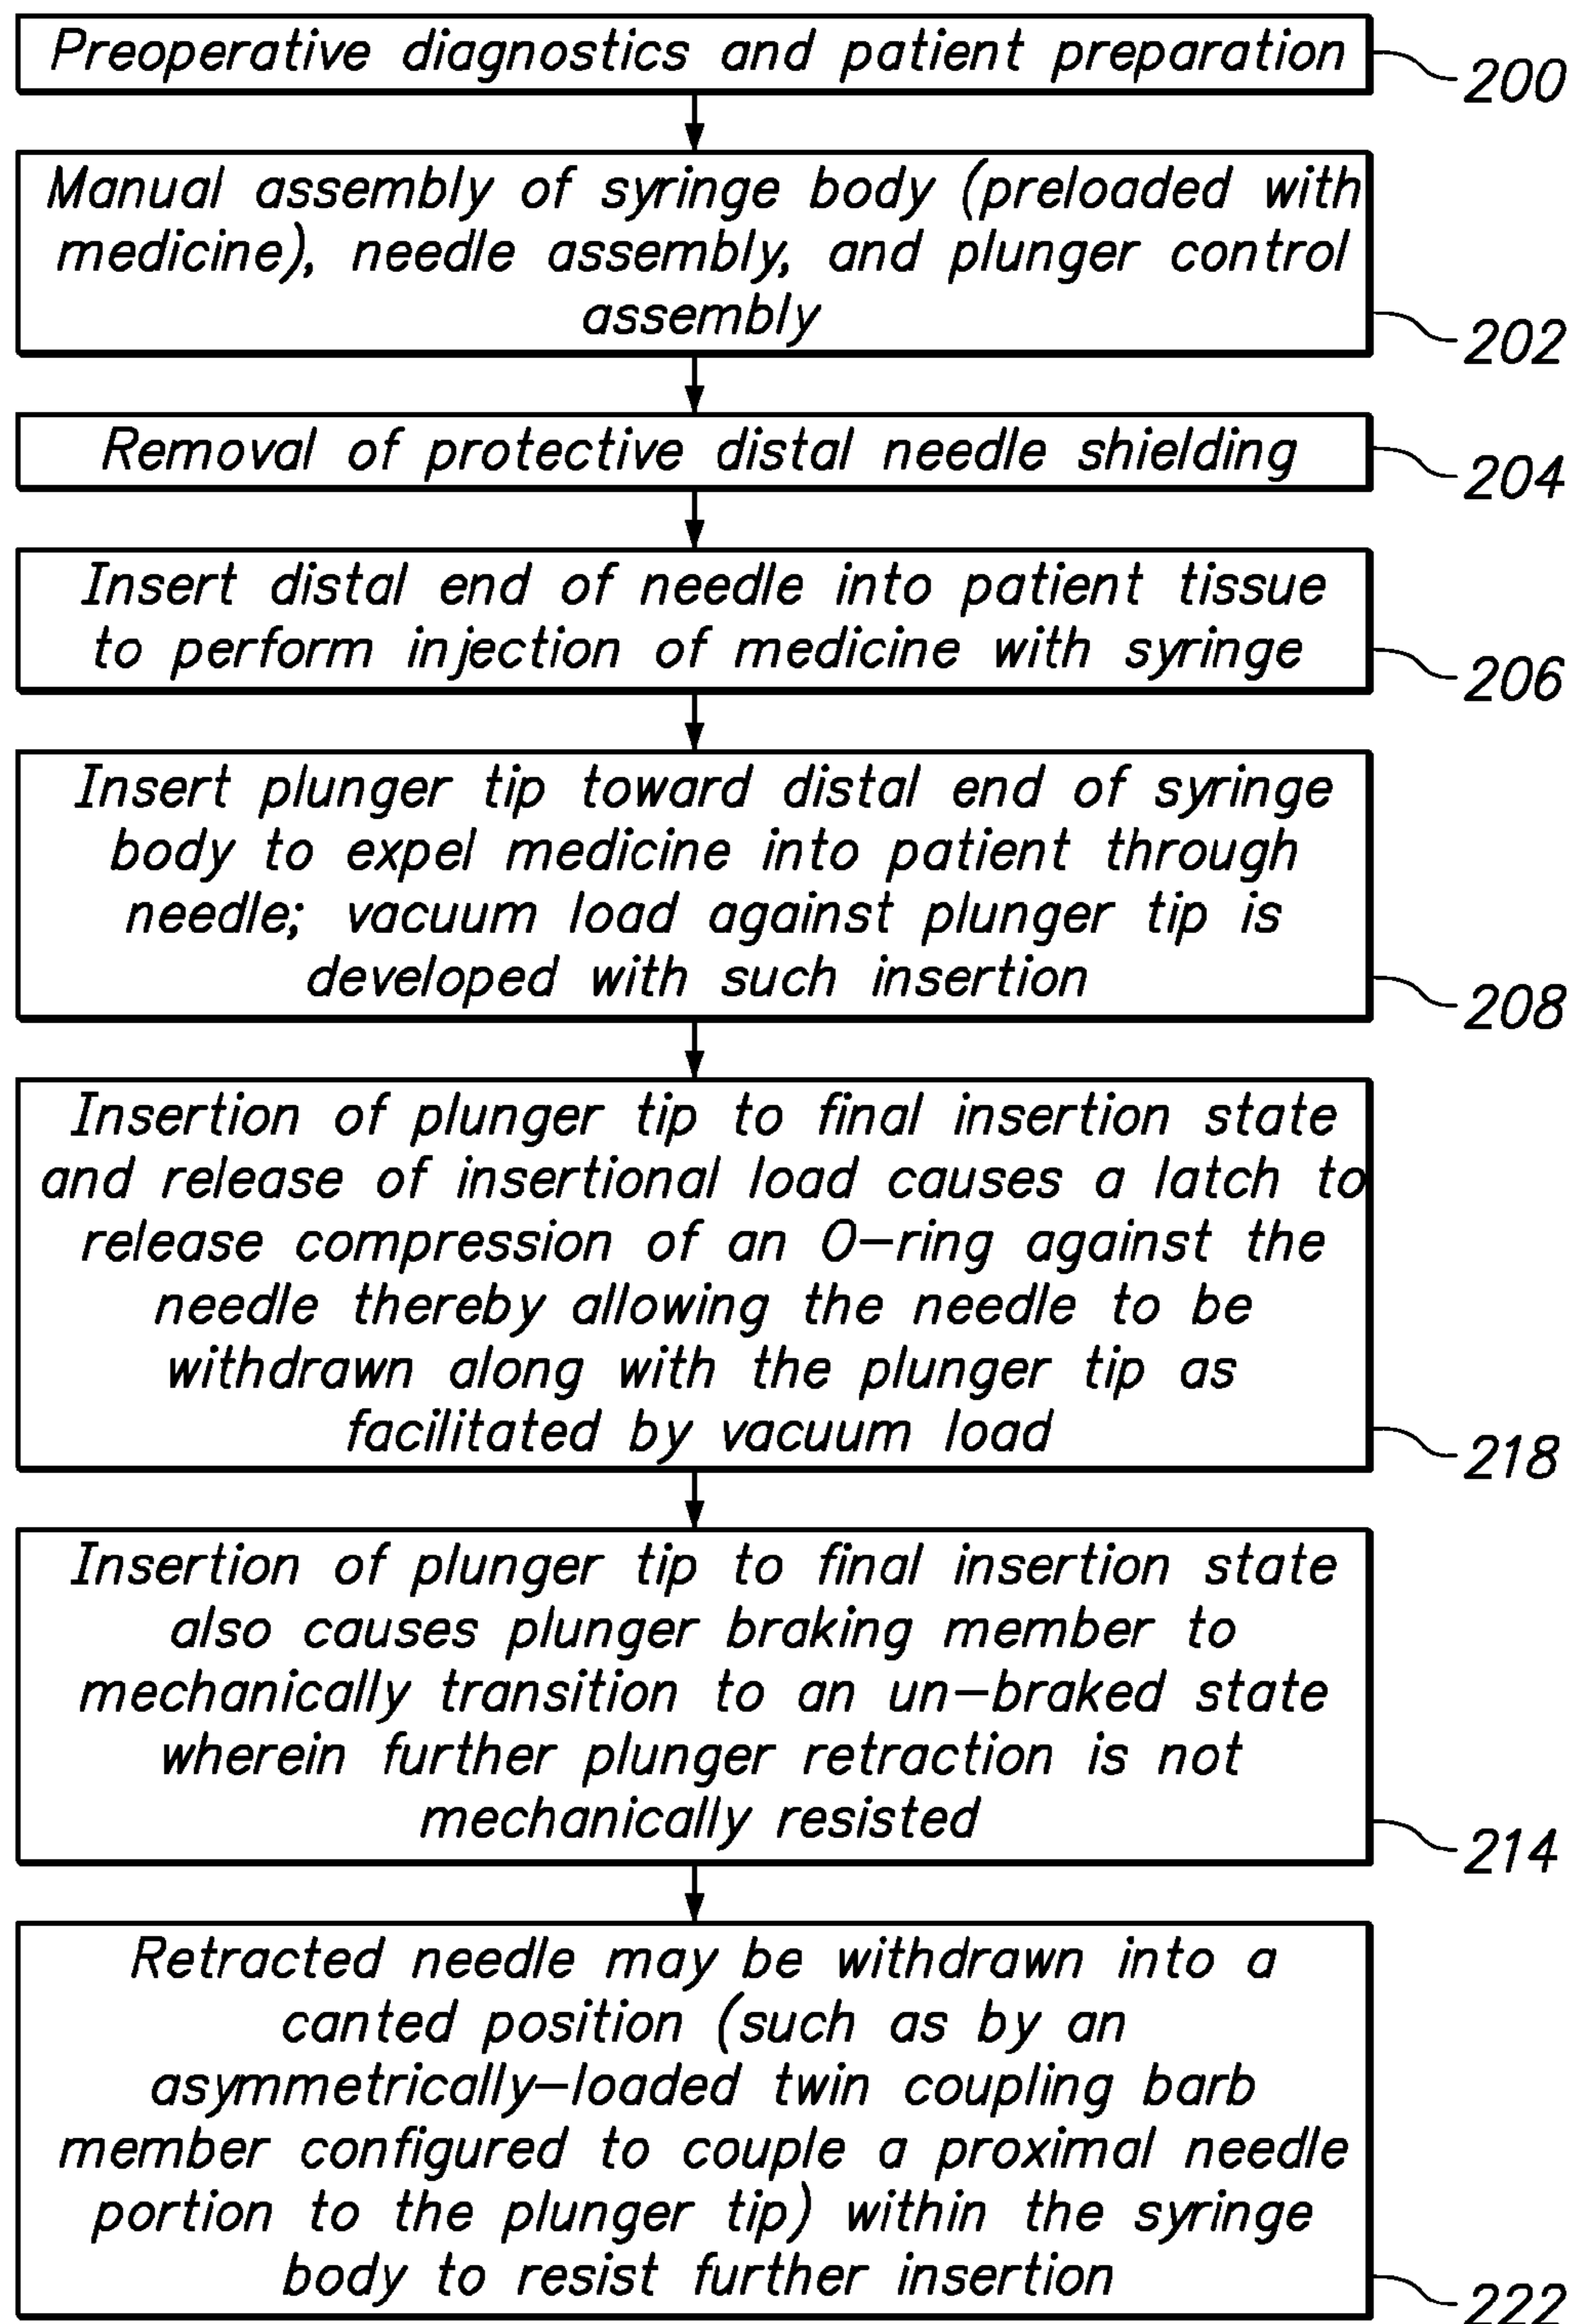 Preoperative diagnostics and patient preparation
200
Manual assembly of syringe body (preloaded with
medicine), needle assembly, and plunger control
assembly
202
Removal of protective distal needle shielding
204
Insert distal end of needle into patient tissue
to perform injection of medicine with syringe
206
Insert plunger tip toward distal end of syringe
body to expel medicine into patient through
needle; vacuum load against plunger tip is
developed with such insertion
208
Insertion of plunger tip to final insertion state
and release of insertional load causes a latch to
release compression of an O-ring against the
needle thereby allowing the needle to be
withdrawn along with the plunger tip as
facilitated by vacuum load
218
Insertion of plunger tip to final insertion state
also causes plunger braking member to
mechanically transition to an un-braked state
wherein further plunger retraction is not
mechanically resisted
214
Retracted needle may be withdrawn into a
canted position (such as by an
asymmetrically-loaded twin coupling barb
member configured to couple a proximal needle
portion to the plunger tip) within the syringe
body to resist further insertion
222